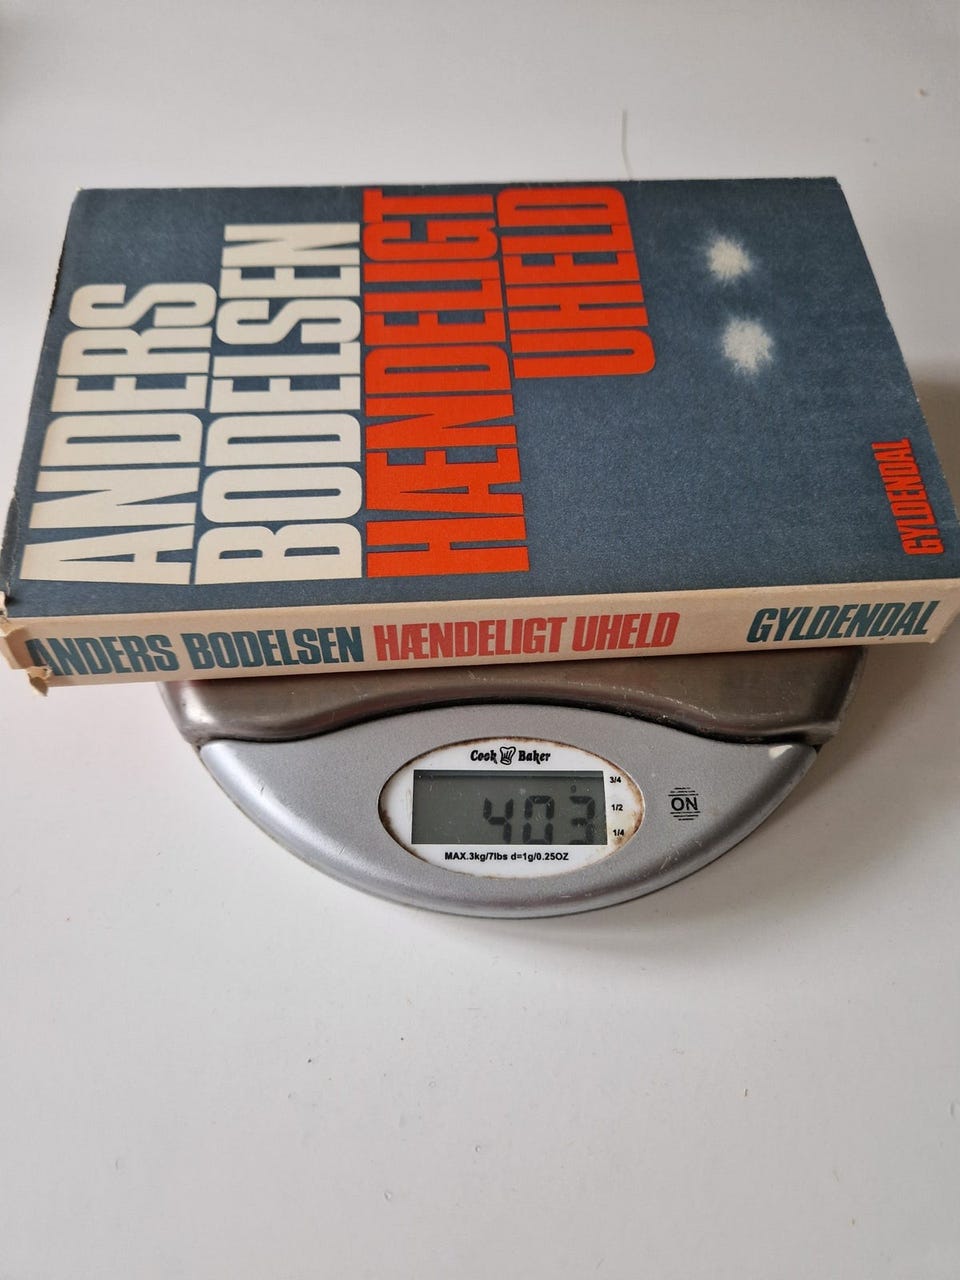 ANDERS
BODELSEN
HÆNDELIGT
UHELD
GYLDENDAL
ANDERS BODELSEN HÆNDELIGT UHELD GYLDENDAL
Cook Baker
403
3/4
1/2
1/4
MAX.3kg/7lbs d=1g/0.25OZ
ON